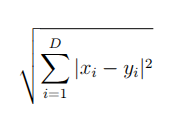 √∑_{i=1}^{D} |x_i − y_i|²